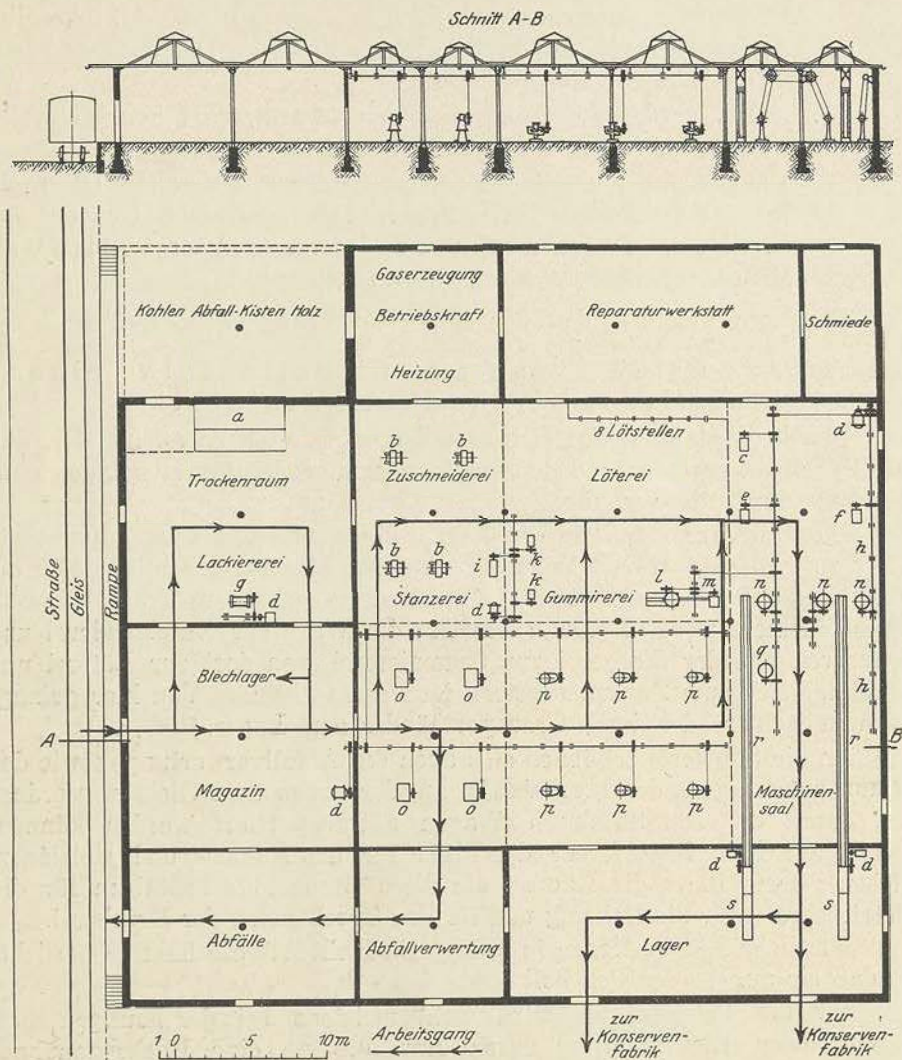 Schnitt A-B
Kohlen Abfall-Kisten Holz
Gaserzeugung
Betriebskraft
Heizung
Reparaturwerkstatt
Schmiede
a
Trockenraum
b b
Zuschneiderei
8 Lötstellen
Löterei
c
d
e
f
h
Straße
Gleis
Rampe
Lackiererei
g
d
b b
Stanzerei
i
k
k
d
Gummirerei
l
m
n
n
n
Blechlager
o
o
p
p
p
q
h
A
B
r
r
Magazin
d
o
o
p
p
p
Maschinen-
saal
d
d
s
s
Abfälle
Abfallverwertung
Lager
1 0 5 10m
Arbeitsgang
zur
Konserven-
fabrik
zur
Konserven-
fabrik